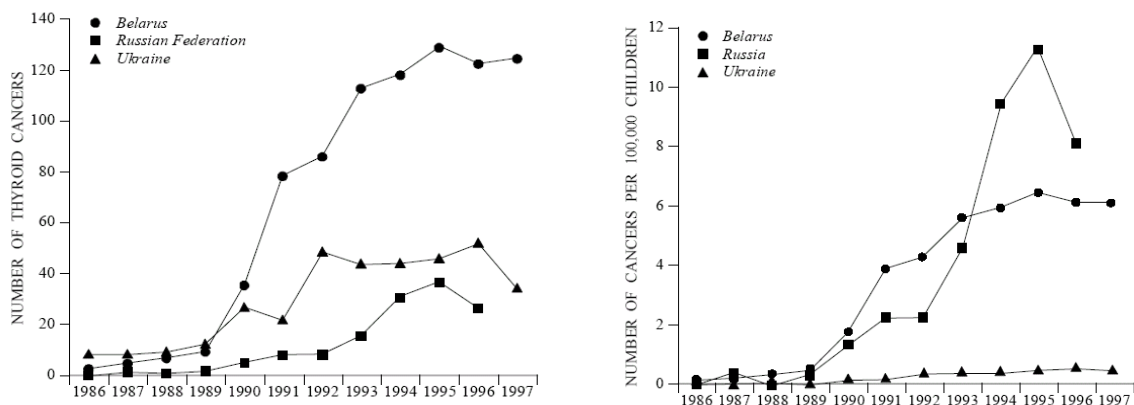 NUMBER OF THYROID CANCERS
140
120
100
80
60
40
20
0
Belarus
Russian Federation
Ukraine
1986 1987 1988 1989 1990 1991 1992 1993 1994 1995 1996 1997
NUMBER OF CANCERS PER 100,000 CHILDREN
12
10
8
6
4
2
0
Belarus
Russia
Ukraine
1986 1987 1988 1989 1990 1991 1992 1993 1994 1995 1996 1997